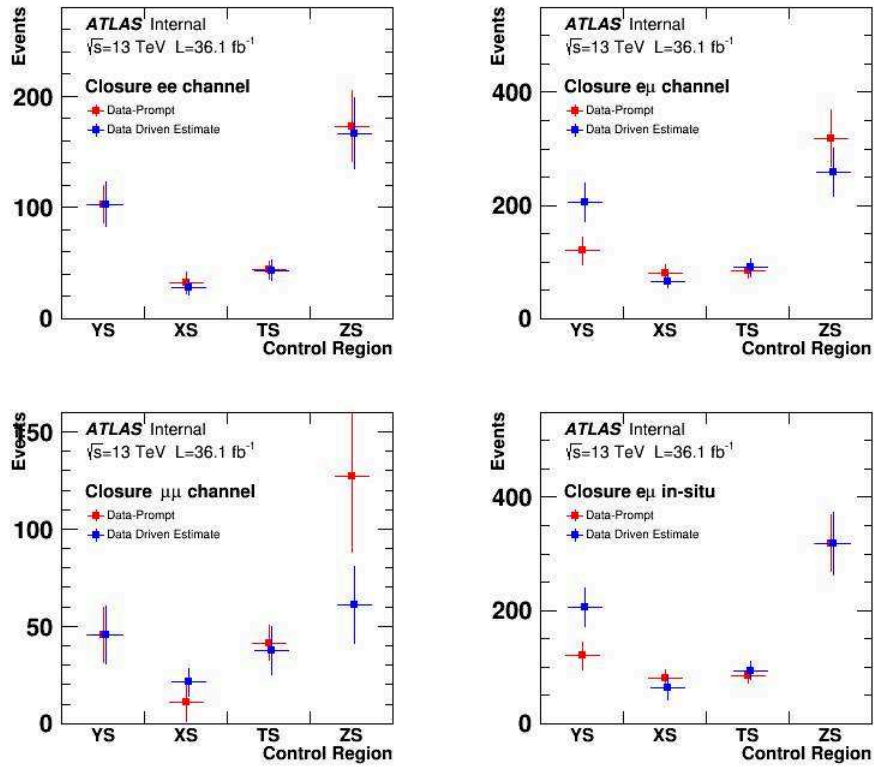 Events
ATLAS Internal
√s=13 TeV L=36.1 fb⁻¹
Closure ee channel
Data-Prompt
Data Driven Estimate
200
100
0
YS XS TS ZS
Control Region
Events
ATLAS Internal
√s=13 TeV L=36.1 fb⁻¹
Closure eμ channel
Data-Prompt
Data Driven Estimate
400
200
0
YS XS TS ZS
Control Region
Events
ATLAS Internal
√s=13 TeV L=36.1 fb⁻¹
Closure μμ channel
Data-Prompt
Data Driven Estimate
150
100
50
0
YS XS TS ZS
Control Region
Events
ATLAS Internal
√s=13 TeV L=36.1 fb⁻¹
Closure eμ in-situ
Data-Prompt
Data Driven Estimate
400
200
0
YS XS TS ZS
Control Region